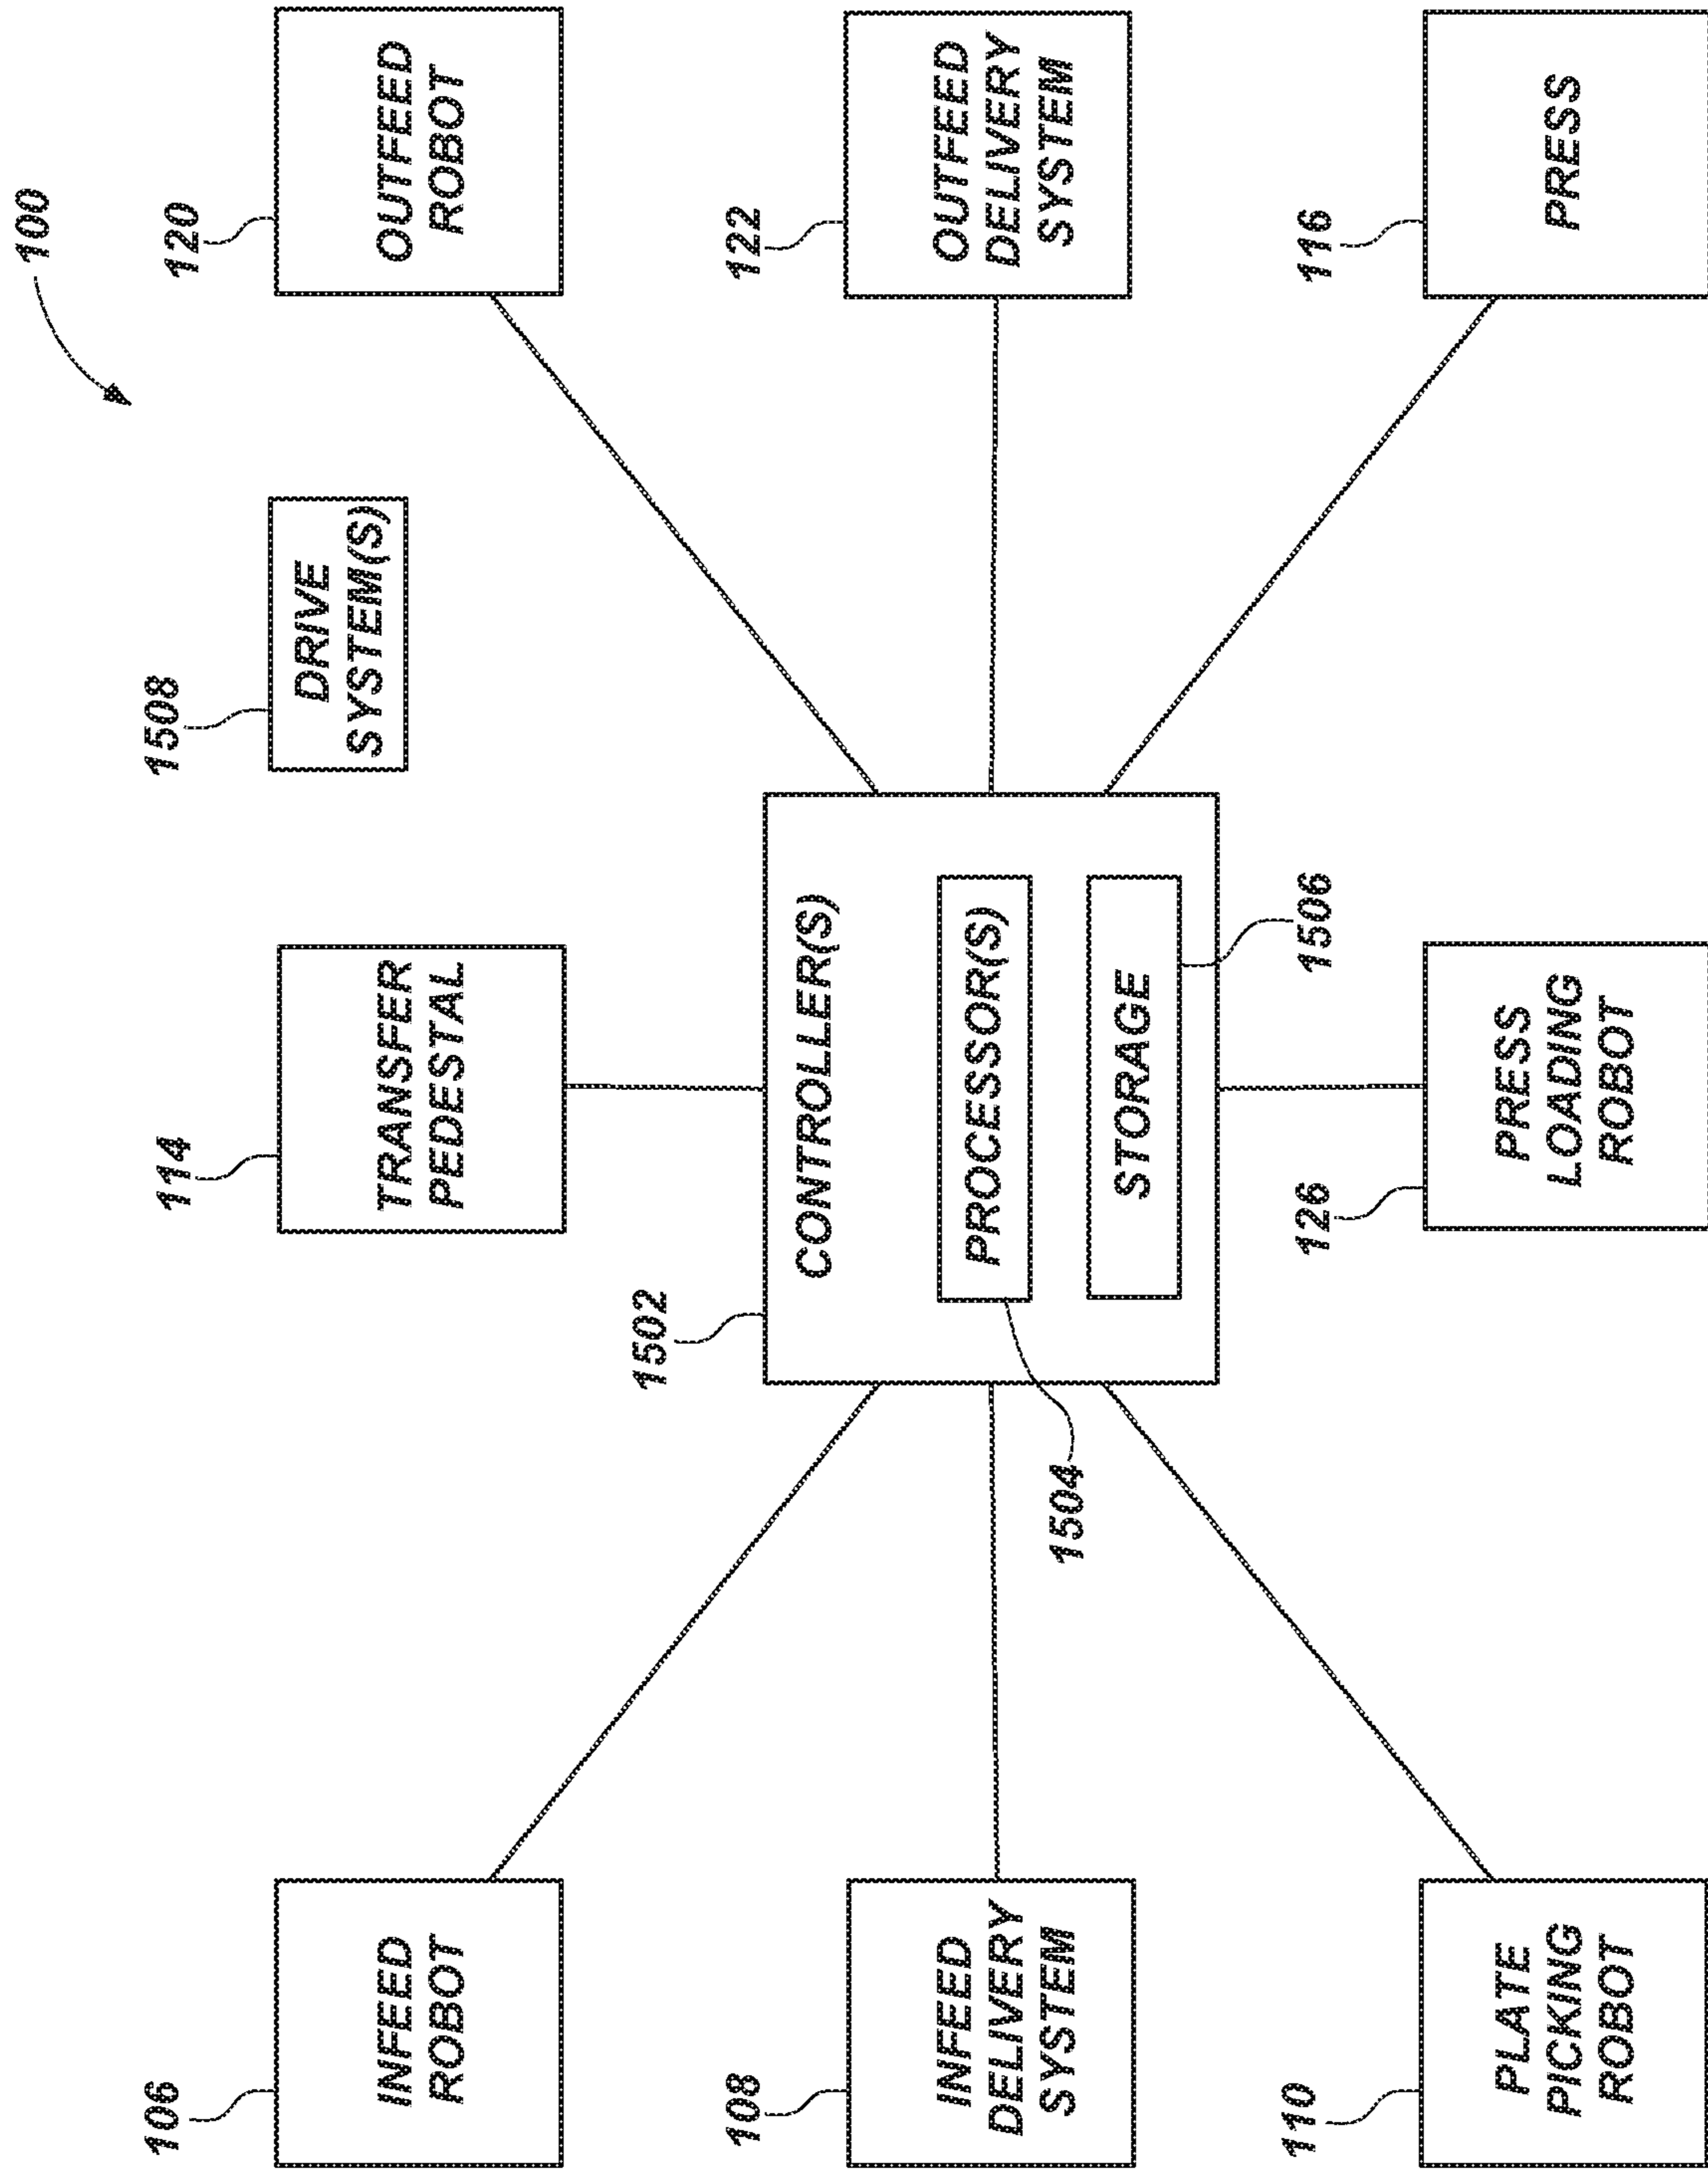 100
106
INFEED
ROBOT
114
TRANSFER
PEDESTAL
1508
DRIVE
SYSTEM(S)
120
OUTFEED
ROBOT
108
INFEED
DELIVERY
SYSTEM
1502
CONTROLLER(S)
PROCESSOR(S)
STORAGE
1504
1506
122
OUTFEED
DELIVERY
SYSTEM
110
PLATE
PICKING
ROBOT
126
PRESS
LOADING
ROBOT
116
PRESS